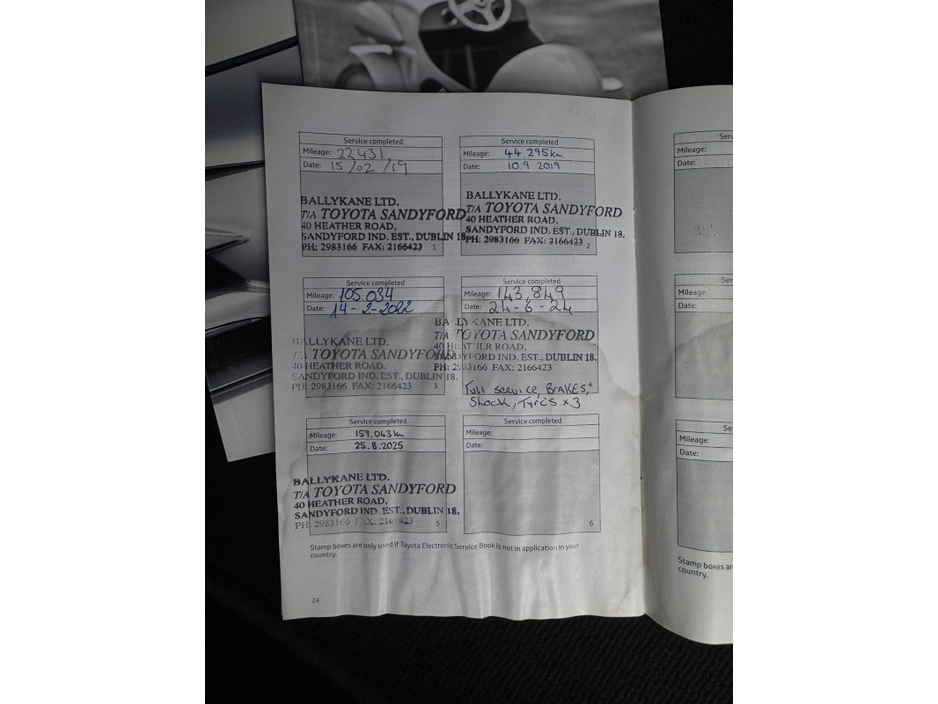 Service completed
Mileage: 22431
Date: 15/02/19
BALLYKANE LTD.
T/A TOYOTA SANDYFORD
40 HEATHER ROAD,
SANDYFORD IND. EST., DUBLIN 18.
PH: 2983166 FAX: 2166423
1
Service completed
Mileage: 44 295km
Date: 10.9 2019
BALLYKANE LTD.
T/A TOYOTA SANDYFORD
40 HEATHER ROAD,
SANDYFORD IND. EST., DUBLIN 18.
PH: 2983166 FAX: 2166423
2
Service completed
Mileage: 105.034
Date: 14-2-2022
BALLYKANE LTD.
T/A TOYOTA SANDYFORD
40 HEATHER ROAD,
SANDYFORD IND. EST., DUBLIN 18.
PH: 2983166 FAX: 2166423
3
Service completed
Mileage: 143,849
Date: 24-6-24
BALLYKANE LTD.
T/A TOYOTA SANDYFORD
40 HEATHER ROAD,
SANDYFORD IND. EST., DUBLIN 18.
PH: 2983166 FAX: 2166423
Full service, BRAKES,
Shock, Tyres x3
Service completed
Mileage: 159,043km
Date: 25.8.2025
BALLYKANE LTD.
T/A TOYOTA SANDYFORD
40 HEATHER ROAD,
SANDYFORD IND. EST., DUBLIN 18.
PH: 2983166 FAX: 2166423
5
Service completed
Mileage:
Date:
6
Stamp boxes are only used if Toyota Electronic Service Book is not in application in your
country.
24
Mileage:
Date:
Mileage:
Date:
Mileage:
Date:
Stamp boxes are
country.